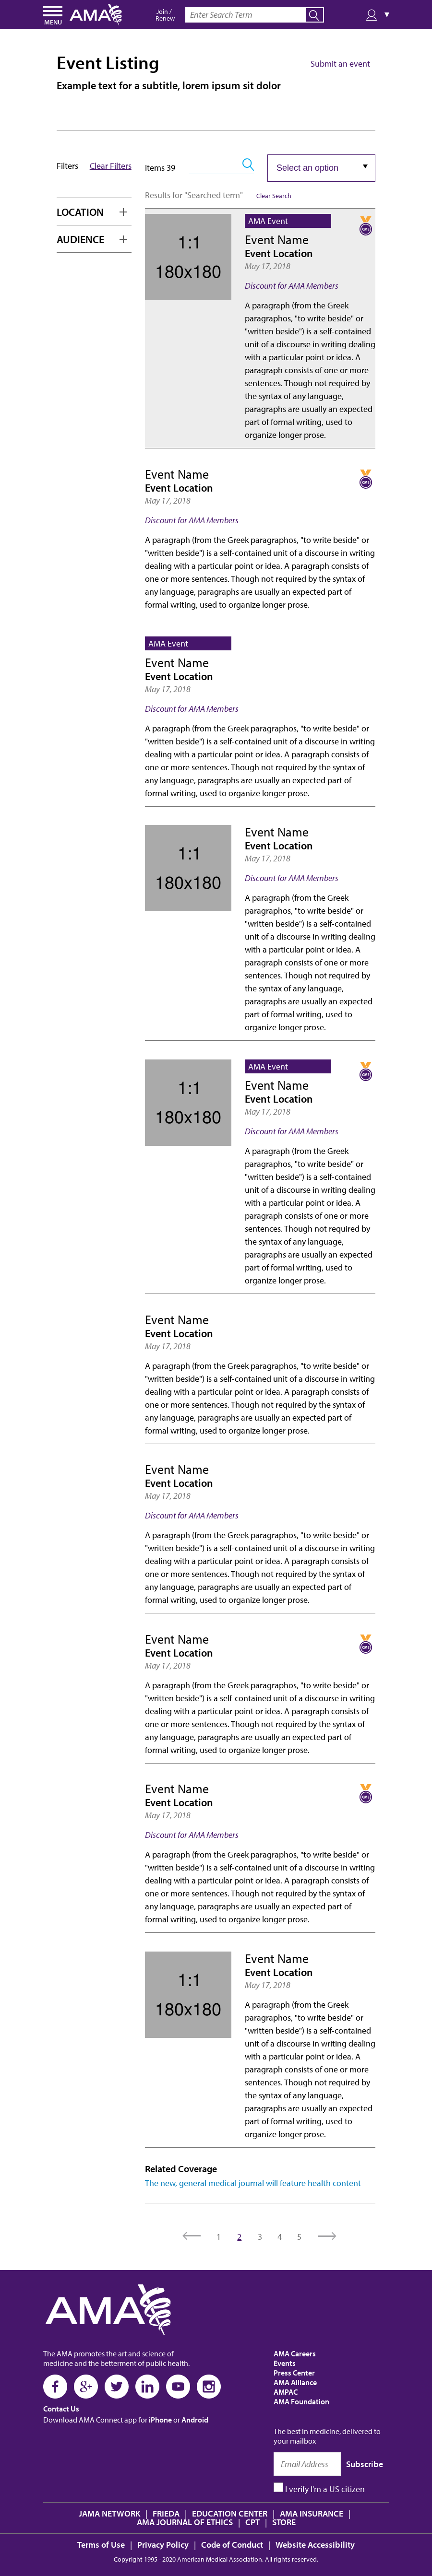 MENU
AMA
Join /
Renew
Enter Search Term
▼
Event Listing
Submit an event
Example text for a subtitle, lorem ipsum sit dolor
Filters
Clear Filters
Items 39
Select an option
Results for "Searched term"
Clear Search
LOCATION
AUDIENCE
1:1
180x180
AMA Event
CME
Event Name
Event Location
May 17, 2018
Discount for AMA Members
A paragraph (from the Greek
paragraphos, "to write beside" or
"written beside") is a self-contained
unit of a discourse in writing dealing
with a particular point or idea. A
paragraph consists of one or more
sentences. Though not required by
the syntax of any language,
paragraphs are usually an expected
part of formal writing, used to
organize longer prose.
Event Name
CME
Event Location
May 17, 2018
Discount for AMA Members
A paragraph (from the Greek paragraphos, "to write beside" or
"written beside") is a self-contained unit of a discourse in writing
dealing with a particular point or idea. A paragraph consists of
one or more sentences. Though not required by the syntax of
any language, paragraphs are usually an expected part of
formal writing, used to organize longer prose.
AMA Event
Event Name
Event Location
May 17, 2018
Discount for AMA Members
A paragraph (from the Greek paragraphos, "to write beside" or
"written beside") is a self-contained unit of a discourse in writing
dealing with a particular point or idea. A paragraph consists of
one or more sentences. Though not required by the syntax of
any language, paragraphs are usually an expected part of
formal writing, used to organize longer prose.
1:1
180x180
Event Name
Event Location
May 17, 2018
Discount for AMA Members
A paragraph (from the Greek
paragraphos, "to write beside" or
"written beside") is a self-contained
unit of a discourse in writing dealing
with a particular point or idea. A
paragraph consists of one or more
sentences. Though not required by
the syntax of any language,
paragraphs are usually an expected
part of formal writing, used to
organize longer prose.
1:1
180x180
AMA Event
CME
Event Name
Event Location
May 17, 2018
Discount for AMA Members
A paragraph (from the Greek
paragraphos, "to write beside" or
"written beside") is a self-contained
unit of a discourse in writing dealing
with a particular point or idea. A
paragraph consists of one or more
sentences. Though not required by
the syntax of any language,
paragraphs are usually an expected
part of formal writing, used to
organize longer prose.
Event Name
Event Location
May 17, 2018
A paragraph (from the Greek paragraphos, "to write beside" or
"written beside") is a self-contained unit of a discourse in writing
dealing with a particular point or idea. A paragraph consists of
one or more sentences. Though not required by the syntax of
any language, paragraphs are usually an expected part of
formal writing, used to organize longer prose.
Event Name
Event Location
May 17, 2018
Discount for AMA Members
A paragraph (from the Greek paragraphos, "to write beside" or
"written beside") is a self-contained unit of a discourse in writing
dealing with a particular point or idea. A paragraph consists of
one or more sentences. Though not required by the syntax of
any language, paragraphs are usually an expected part of
formal writing, used to organize longer prose.
Event Name
CME
Event Location
May 17, 2018
A paragraph (from the Greek paragraphos, "to write beside" or
"written beside") is a self-contained unit of a discourse in writing
dealing with a particular point or idea. A paragraph consists of
one or more sentences. Though not required by the syntax of
any language, paragraphs are usually an expected part of
formal writing, used to organize longer prose.
Event Name
CME
Event Location
May 17, 2018
Discount for AMA Members
A paragraph (from the Greek paragraphos, "to write beside" or
"written beside") is a self-contained unit of a discourse in writing
dealing with a particular point or idea. A paragraph consists of
one or more sentences. Though not required by the syntax of
any language, paragraphs are usually an expected part of
formal writing, used to organize longer prose.
1:1
180x180
Event Name
Event Location
May 17, 2018
A paragraph (from the Greek
paragraphos, "to write beside" or
"written beside") is a self-contained
unit of a discourse in writing dealing
with a particular point or idea. A
paragraph consists of one or more
sentences. Though not required by
the syntax of any language,
paragraphs are usually an expected
part of formal writing, used to
organize longer prose.
Related Coverage
The new, general medical journal will feature health content
1 2 3 4 5
AMA
The AMA promotes the art and science of
medicine and the betterment of public health.
Contact Us
Download AMA Connect app for iPhone or Android
AMA Careers
Events
Press Center
AMA Alliance
AMPAC
AMA Foundation
The best in medicine, delivered to
your mailbox
Email Address
Subscribe
I verify I'm a US citizen
JAMA NETWORK | FRIEDA | EDUCATION CENTER | AMA INSURANCE |
AMA JOURNAL OF ETHICS | CPT | STORE
Terms of Use | Privacy Policy | Code of Conduct | Website Accessibility
Copyright 1995 - 2020 American Medical Association. All rights reserved.